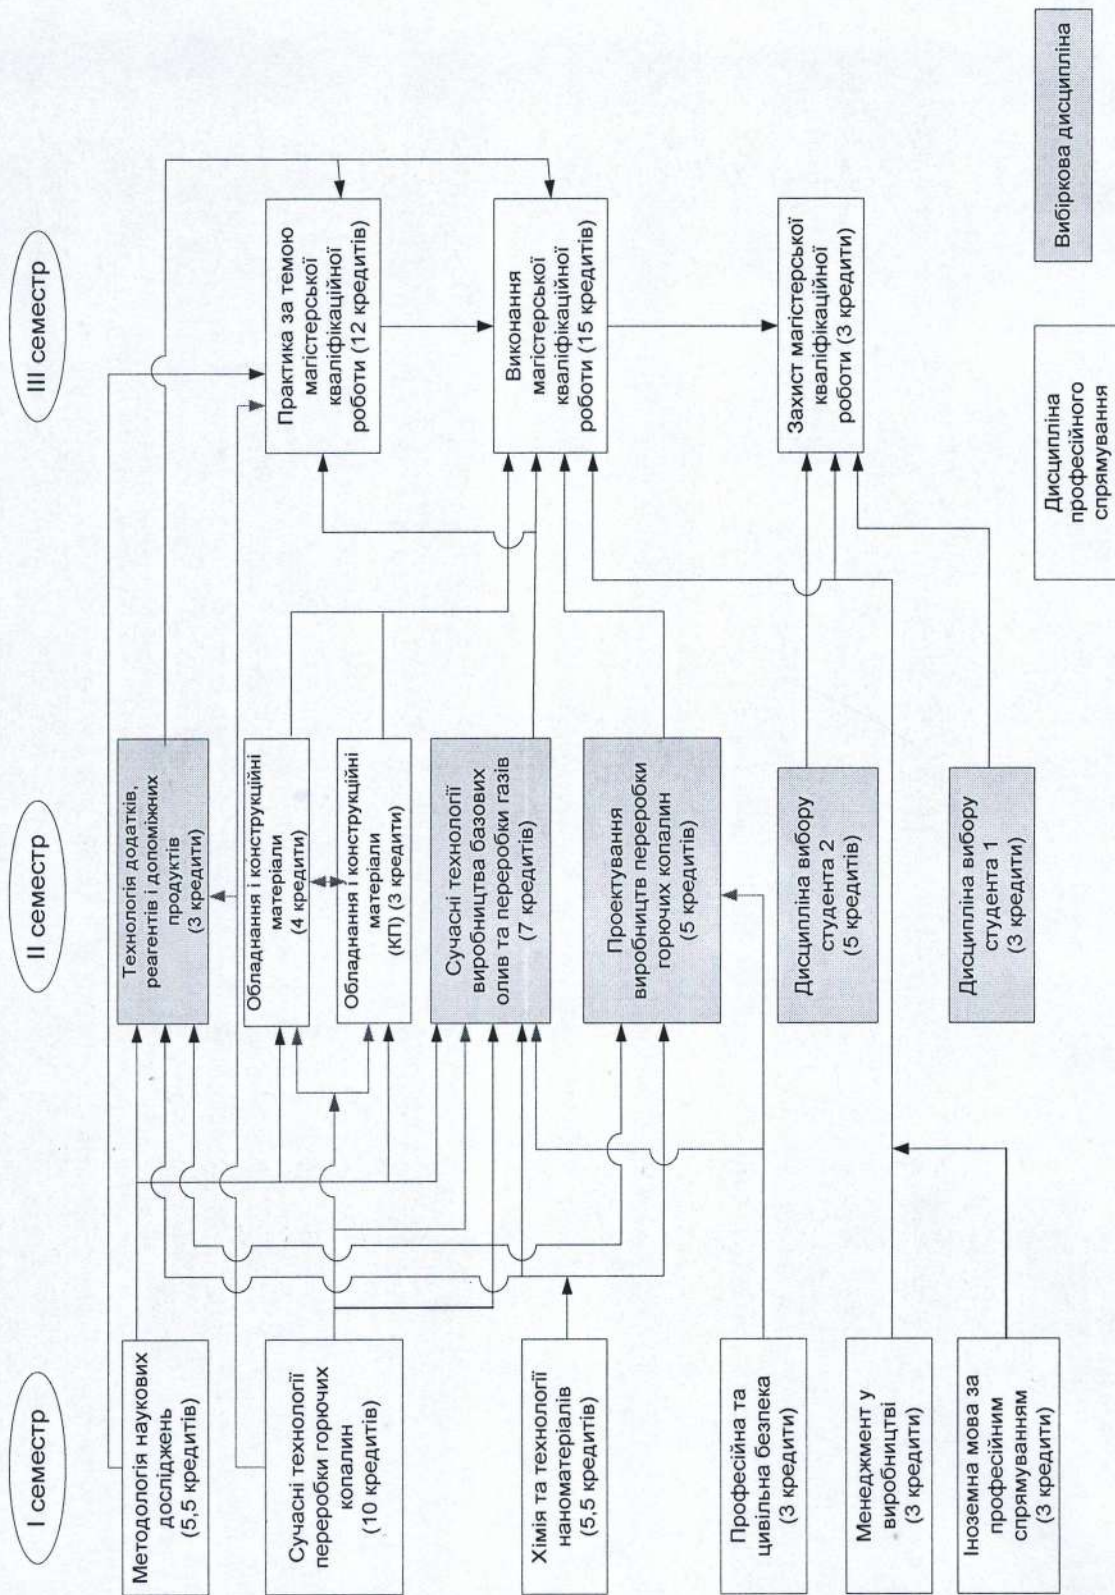 I семестр
II семестр
III семестр
Методологія наукових
досліджень
(5,5 кредитів)
Сучасні технології
переробки горючих
копалин
(10 кредитів)
Хімія та технології
наноматеріалів
(5,5 кредитів)
Професійна та
цивільна безпека
(3 кредити)
Менеджмент у
виробництві
(3 кредити)
Іноземна мова за
професійним
спрямуванням
(3 кредити)
Технологія додатків,
реагентів і допоміжних
продуктів
(3 кредити)
Обладнання і конструкційні
матеріали
(4 кредити)
Обладнання і конструкційні
матеріали
(КП) (3 кредити)
Сучасні технології
виробництва базових
олив та переробки газів
(7 кредитів)
Проектування
виробництв переробки
горючих копалин
(5 кредитів)
Дисципліна вибору
студента 2
(5 кредитів)
Дисципліна вибору
студента 1
(3 кредити)
Практика за темою
магістерської
кваліфікаційної
роботи (12 кредитів)
Виконання
магістерської
кваліфікаційної
роботи (15 кредитів)
Захист магістерської
кваліфікаційної
роботи (3 кредити)
Дисципліна
професійного
спрямування
Вибіркова дисципліна